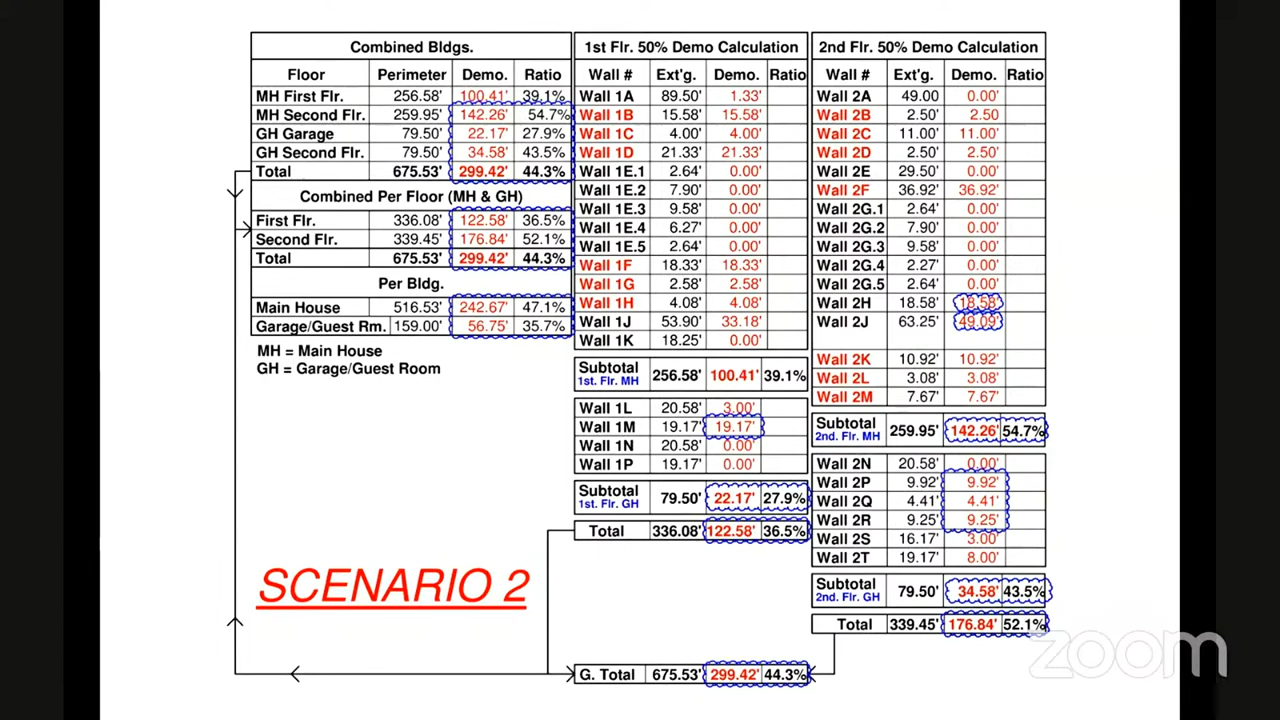 Combined Bldgs.
Floor Perimeter Demo. Ratio
MH First Flr. 256.58' 100.41' 39.1%
MH Second Flr. 259.95' 142.26' 54.7%
GH Garage 79.50' 22.17' 27.9%
GH Second Flr. 79.50' 34.58' 43.5%
Total 675.53' 299.42' 44.3%
Combined Per Floor (MH & GH)
First Flr. 336.08' 122.58' 36.5%
Second Flr. 339.45' 176.84' 52.1%
Total 675.53' 299.42' 44.3%
Per Bldg.
Main House 516.53' 242.67' 47.1%
Garage/Guest Rm. 159.00' 56.75' 35.7%
MH = Main House
GH = Garage/Guest Room
SCENARIO 2
1st Flr. 50% Demo Calculation
Wall # Ext'g. Demo. Ratio
Wall 1A 89.50' 1.33'
Wall 1B 15.58' 15.58'
Wall 1C 4.00' 4.00'
Wall 1D 21.33' 21.33'
Wall 1E.1 2.64' 0.00'
Wall 1E.2 7.90' 0.00'
Wall 1E.3 9.58' 0.00'
Wall 1E.4 6.27' 0.00'
Wall 1E.5 2.64' 0.00'
Wall 1F 18.33' 18.33'
Wall 1G 2.58' 2.58'
Wall 1H 4.08' 4.08'
Wall 1J 53.90' 33.18'
Wall 1K 18.25' 0.00'
Subtotal 256.58' 100.41' 39.1%
1st. Flr. MH
Wall 1L 20.58' 3.00'
Wall 1M 19.17' 19.17'
Wall 1N 20.58' 0.00'
Wall 1P 19.17' 0.00'
Subtotal 79.50' 22.17' 27.9%
1st. Flr. GH
Total 336.08' 122.58' 36.5%
G. Total 675.53' 299.42' 44.3%
2nd Flr. 50% Demo Calculation
Wall # Ext'g. Demo. Ratio
Wall 2A 49.00 0.00'
Wall 2B 2.50' 2.50
Wall 2C 11.00' 11.00'
Wall 2D 2.50' 2.50'
Wall 2E 29.50' 0.00'
Wall 2F 36.92' 36.92'
Wall 2G.1 2.64' 0.00'
Wall 2G.2 7.90' 0.00'
Wall 2G.3 9.58' 0.00'
Wall 2G.4 2.27' 0.00'
Wall 2G.5 2.64' 0.00'
Wall 2H 18.58' 18.58'
Wall 2J 63.25' 49.09'
Wall 2K 10.92' 10.92'
Wall 2L 3.08' 3.08'
Wall 2M 7.67' 7.67'
Subtotal 259.95' 142.26' 54.7%
2nd. Flr. MH
Wall 2N 20.58' 0.00'
Wall 2P 9.92' 9.92'
Wall 2Q 4.41' 4.41'
Wall 2R 9.25' 9.25'
Wall 2S 16.17' 3.00'
Wall 2T 19.17' 8.00'
Subtotal 79.50' 34.58' 43.5%
2nd. Flr. GH
Total 339.45' 176.84' 52.1%
zoom